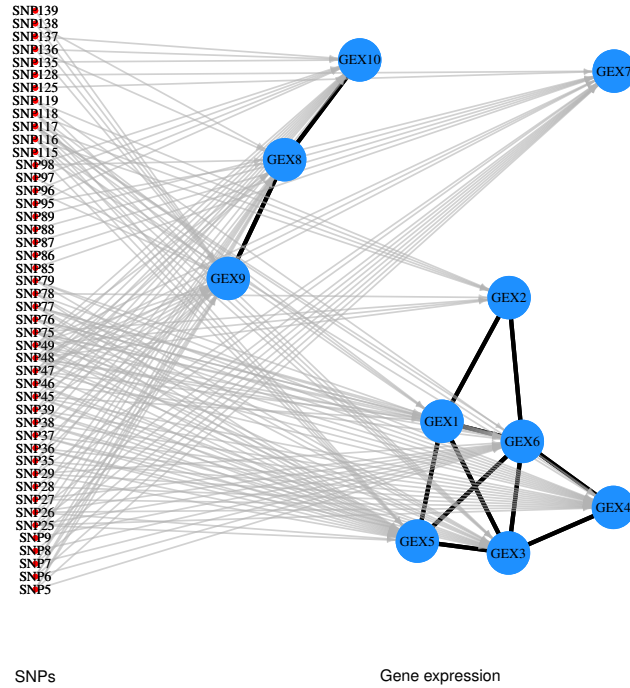 SNP139
SNP138
SNP137
SNP136
SNP135
SNP128
SNP125
SNP119
SNP118
SNP117
SNP116
SNP115
SNP98
SNP97
SNP96
SNP95
SNP89
SNP88
SNP87
SNP86
SNP85
SNP79
SNP78
SNP77
SNP76
SNP75
SNP49
SNP48
SNP47
SNP46
SNP45
SNP39
SNP38
SNP37
SNP36
SNP35
SNP29
SNP28
SNP27
SNP26
SNP25
SNP9
SNP8
SNP7
SNP6
SNP5
GEX10
GEX7
GEX8
GEX9
GEX2
GEX1
GEX6
GEX4
GEX5
GEX3
SNPs
Gene expression